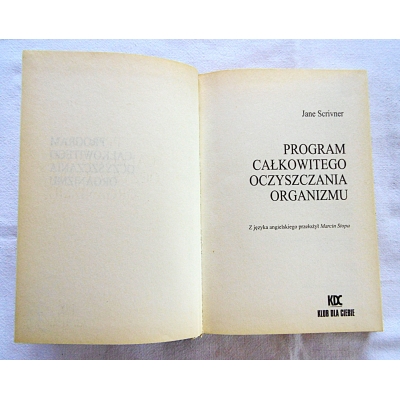 Jane Scrivner
PROGRAM
CAŁKOWITEGO
OCZYSZCZANIA
ORGANIZMU
Z języka angielskiego przełożył Marcin Stopa
KDC
KLUB DLA CIEBIE